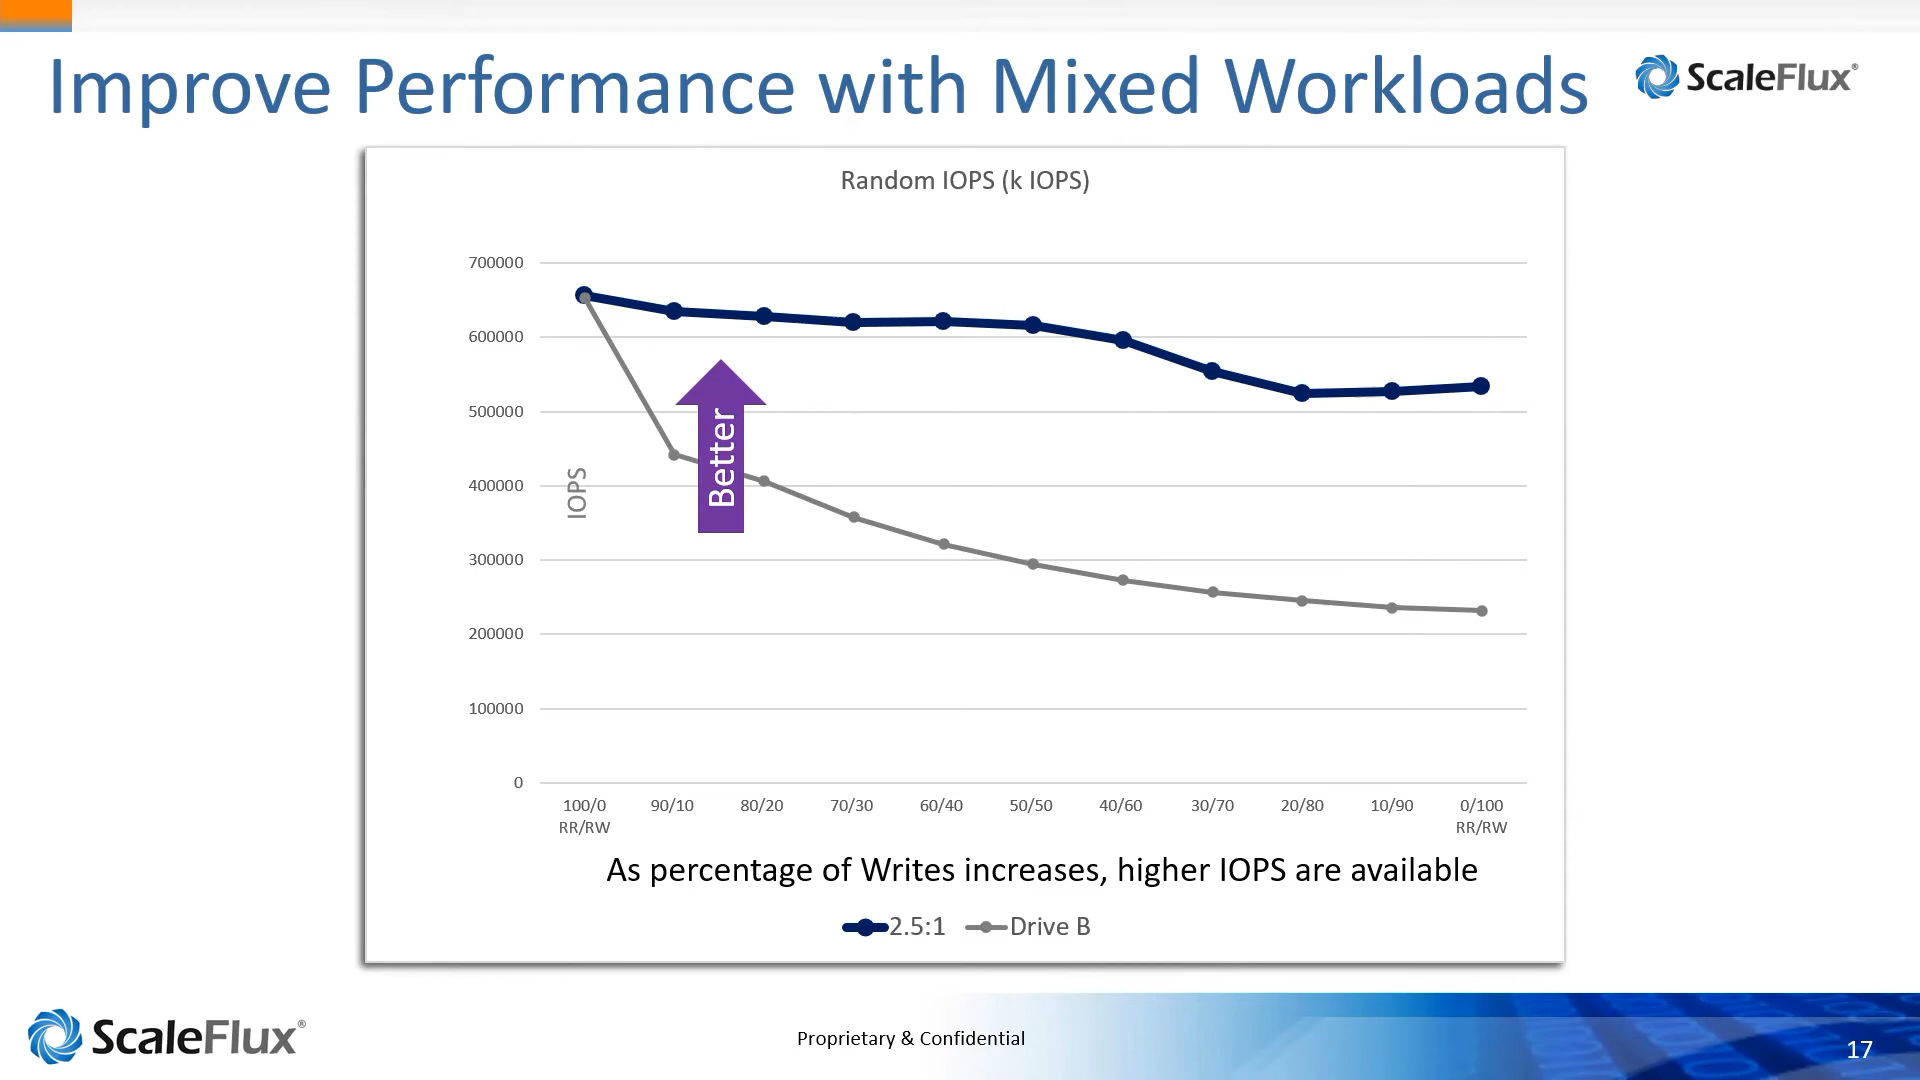 Improve Performance with Mixed Workloads
ScaleFlux®
Random IOPS (k IOPS)
700000
600000
500000
400000
300000
200000
100000
0
IOPS
Better
100/0 90/10 80/20 70/30 60/40 50/50 40/60 30/70 20/80 10/90 0/100
RR/RW RR/RW
As percentage of Writes increases, higher IOPS are available
2.5:1 Drive B
ScaleFlux®
Proprietary & Confidential
17